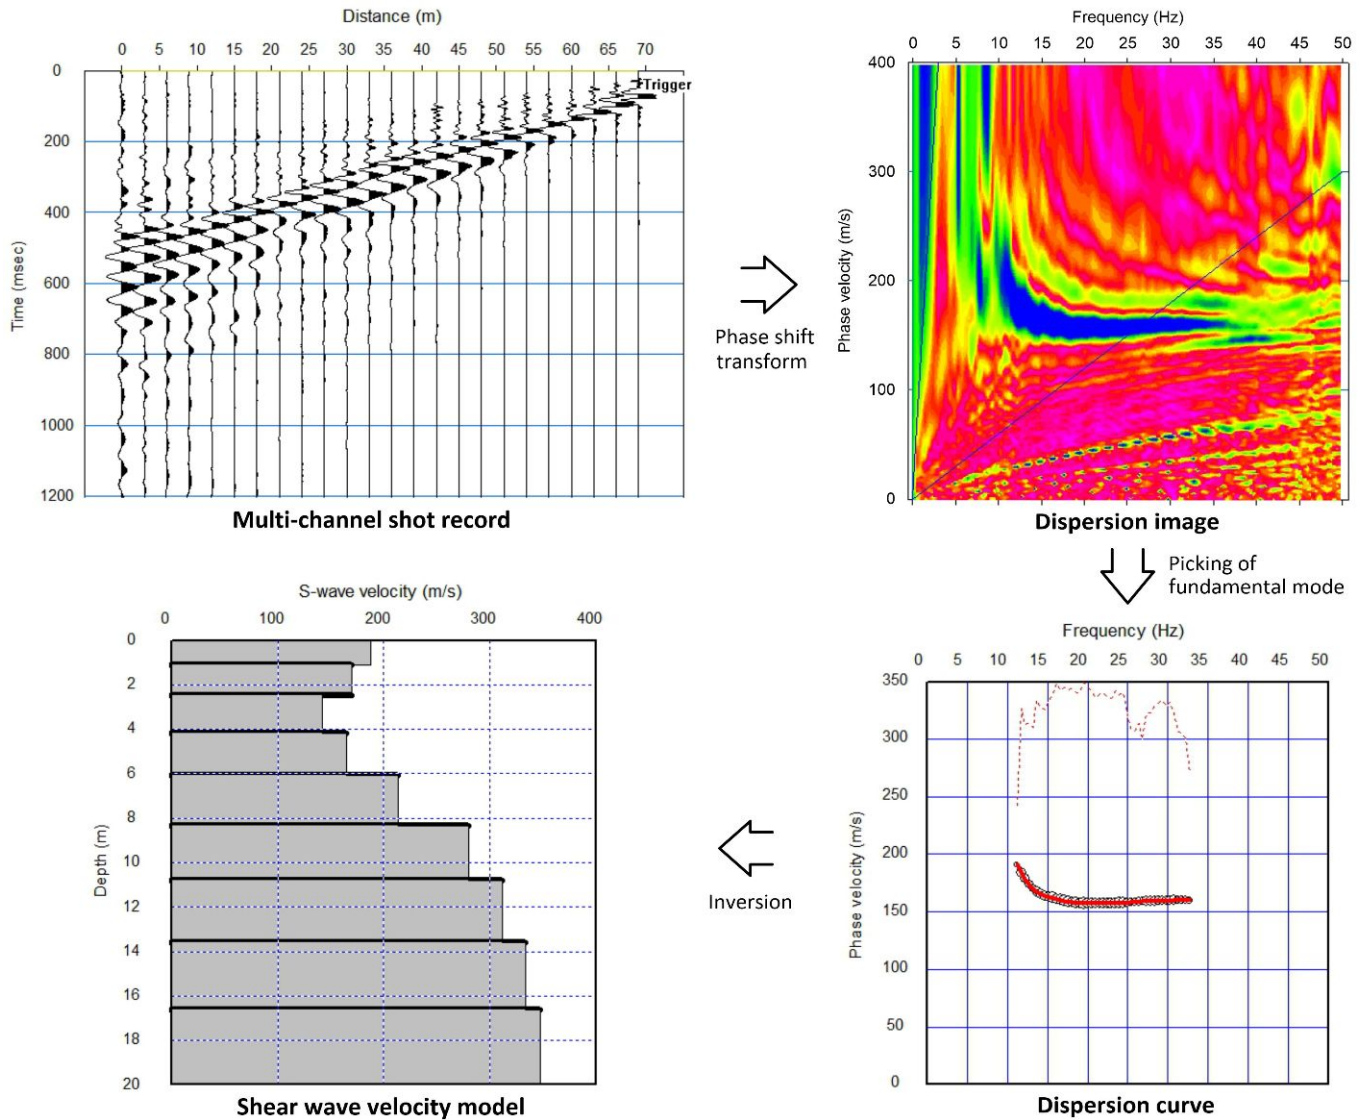 Distance (m)
0 5 10 15 20 25 30 35 40 45 50 55 60 65 70
Trigger
Time (msec)
0
200
400
600
800
1000
1200
Multi-channel shot record
Phase shift
transform
Frequency (Hz)
0 5 10 15 20 25 30 35 40 45 50
Phase velocity (m/s)
400
300
200
100
0
Dispersion image
Picking of
fundamental mode
Frequency (Hz)
0 5 10 15 20 25 30 35 40 45 50
Phase velocity (m/s)
350
300
250
200
150
100
50
0
Dispersion curve
Inversion
S-wave velocity (m/s)
0 100 200 300 400
Depth (m)
0
2
4
6
8
10
12
14
16
18
20
Shear wave velocity model